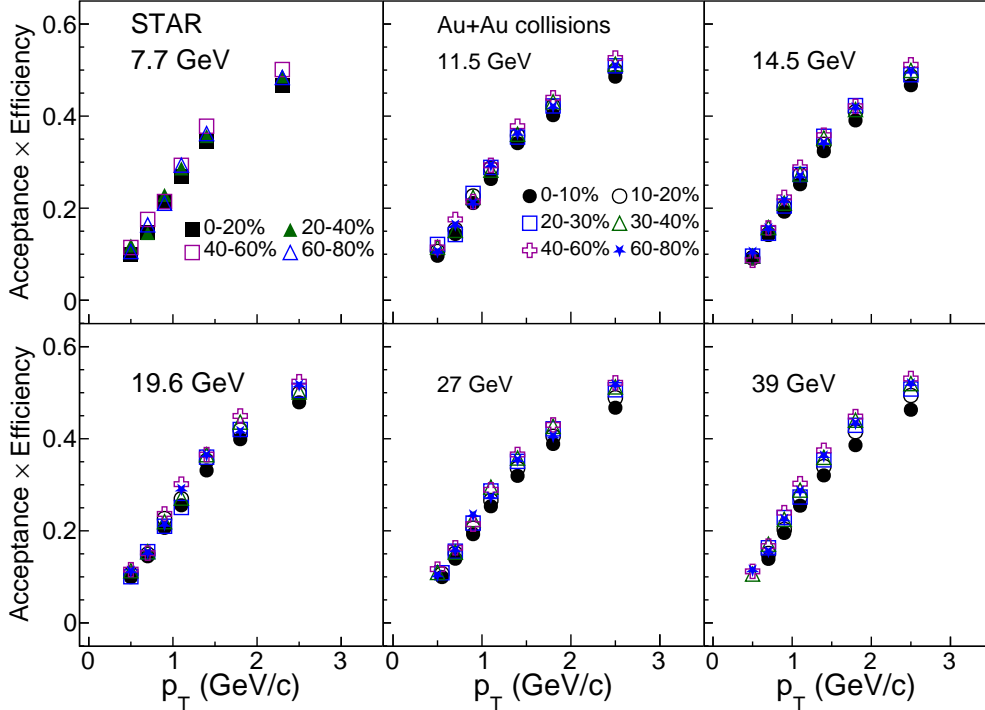 STAR
7.7 GeV
Au+Au collisions
11.5 GeV
14.5 GeV
0.6
0.4
0.2
0
Acceptance × Efficiency
0-20%
20-40%
40-60%
60-80%
0-10%
10-20%
20-30%
30-40%
40-60%
60-80%
19.6 GeV
27 GeV
39 GeV
0.6
0.4
0.2
0
Acceptance × Efficiency
0 1 2 3
0 1 2 3
0 1 2 3
p_T (GeV/c)
p_T (GeV/c)
p_T (GeV/c)